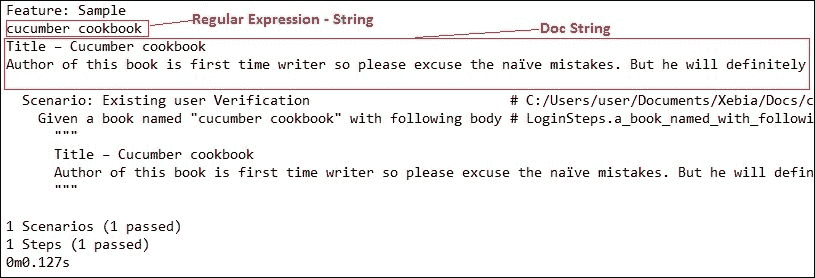 Feature: Sample
cucumber cookbook
Regular Expression - String
Doc String
Title – Cucumber cookbook
Author of this book is first time writer so please excuse the naïve mistakes. But he will definitely
Scenario: Existing user Verification # C:/Users/user/Documents/Xebia/Docs/c
Given a book named "cucumber cookbook" with following body # LoginSteps.a_book_named_with_followi
"""
Title – Cucumber cookbook
Author of this book is first time writer so please excuse the naïve mistakes. But he will defin
"""
1 Scenarios (1 passed)
1 Steps (1 passed)
0m0.127s